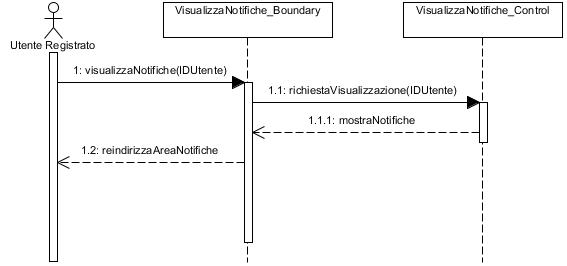 VisualizzaNotifiche_Boundary
VisualizzaNotifiche_Control
Utente Registrato
1: visualizzaNotifiche(IDUtente)
1.1: richiestaVisualizzazione(IDUtente)
1.1.1: mostraNotifiche
1.2: reindirizzaAreaNotifiche